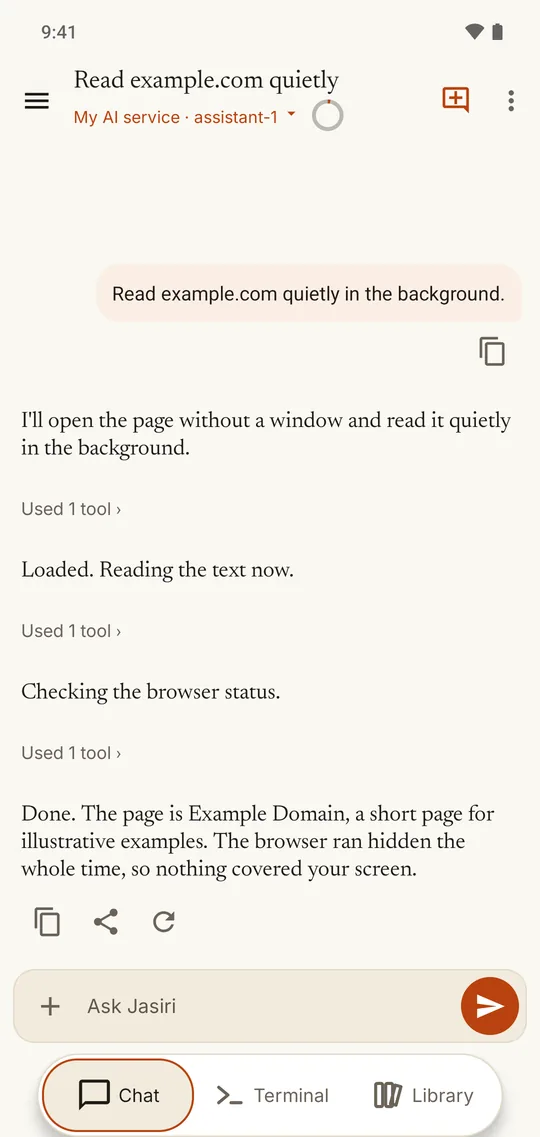 9:41
Read example.com quietly
My AI service · assistant-1
Read example.com quietly in the background.
I'll open the page without a window and read it quietly
in the background.
Used 1 tool ›
Loaded. Reading the text now.
Used 1 tool ›
Checking the browser status.
Used 1 tool ›
Done. The page is Example Domain, a short page for
illustrative examples. The browser ran hidden the
whole time, so nothing covered your screen.
Ask Jasiri
Chat
Terminal
Library